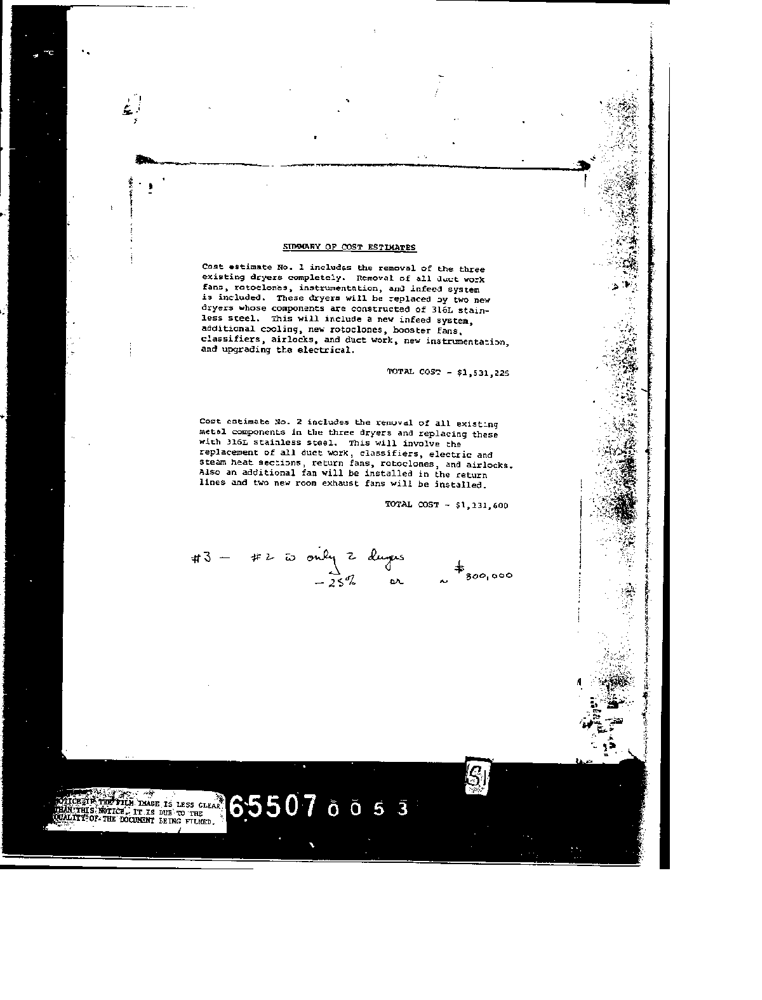 SUMMARY OF COST ESTIMATES
Cost estimate No. 1 includes the removal of the three
existing dryers completely. Removal of all duct work
fans, rotoclones, instrumentation, and infeed system
is included. These dryers will be replaced by two new
dryers whose components are constructed of 316L stain-
less steel. This will include a new infeed system,
additional cooling, new rotoclones, booster fans,
classifiers, airlocks, and duct work, new instrumentation,
and upgrading the electrical.
TOTAL COST - $1,531,225
Cost estimate No. 2 includes the removal of all existing
metal components in the three dryers and replacing these
with 316L stainless steel. This will involve the
replacement of all duct work, classifiers, electric and
steam heat sections, return fans, rotoclones, and airlocks.
Also an additional fan will be installed in the return
lines and two new room exhaust fans will be installed.
TOTAL COST - $1,131,600
#3 - #2 is only 2 dryers
- 25% or ~ $800,000
NOTICE: IF THE FILM IMAGE IS LESS CLEAR
THAN THIS NOTICE, IT IS DUE TO THE
QUALITY OF THE DOCUMENT BEING FILMED.
65507 0053